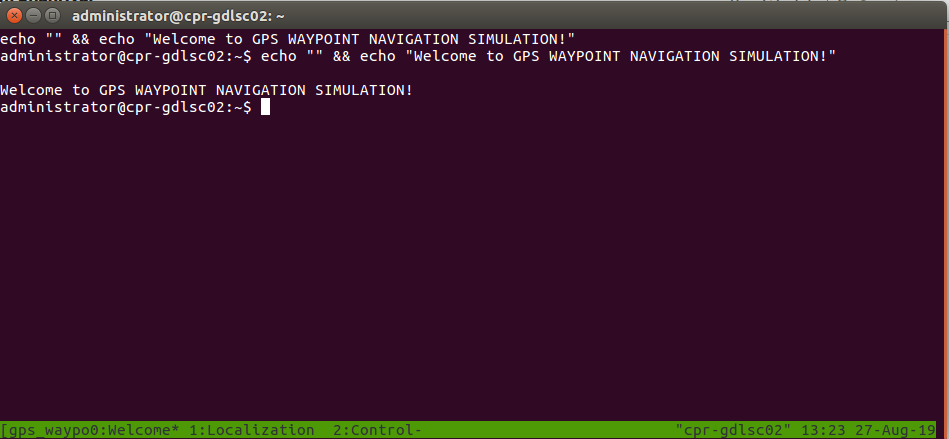 administrator@cpr-gdlsc02: ~
echo "" && echo "Welcome to GPS WAYPOINT NAVIGATION SIMULATION!"
administrator@cpr-gdlsc02:~$ echo "" && echo "Welcome to GPS WAYPOINT NAVIGATION SIMULATION!"
Welcome to GPS WAYPOINT NAVIGATION SIMULATION!
administrator@cpr-gdlsc02:~$
[gps_waypo0:Welcome* 1:Localization 2:Control- "cpr-gdlsc02" 13:23 27-Aug-19